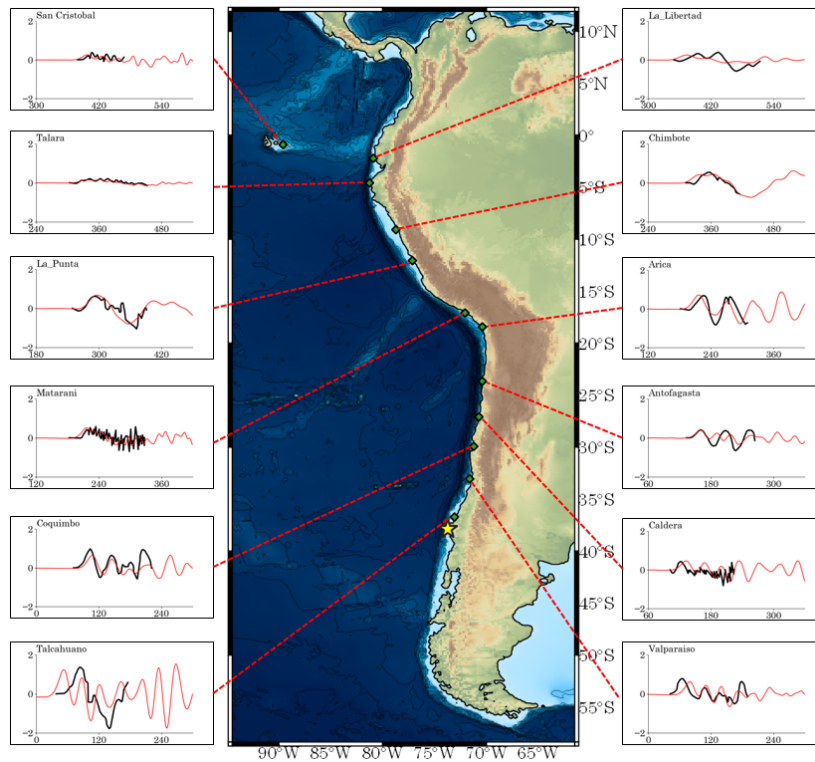 San Cristobal
2
0
−2
300
420
540
Talara
2
0
−2
240
360
480
La_Punta
2
0
−2
180
300
420
Matarani
2
0
−2
120
240
360
Coquimbo
2
0
−2
0
120
240
Talcahuano
2
0
−2
0
120
240
10°N
5°N
0°
5°S
10°S
15°S
20°S
25°S
30°S
35°S
40°S
45°S
50°S
55°S
90°W
85°W
80°W
75°W
70°W
65°W
La_Libertad
2
0
−2
300
420
540
Chimbote
2
0
−2
240
360
480
Arica
2
0
−2
120
240
360
Antofagasta
2
0
−2
60
180
300
Caldera
2
0
−2
60
180
300
Valparaiso
2
0
−2
0
120
240